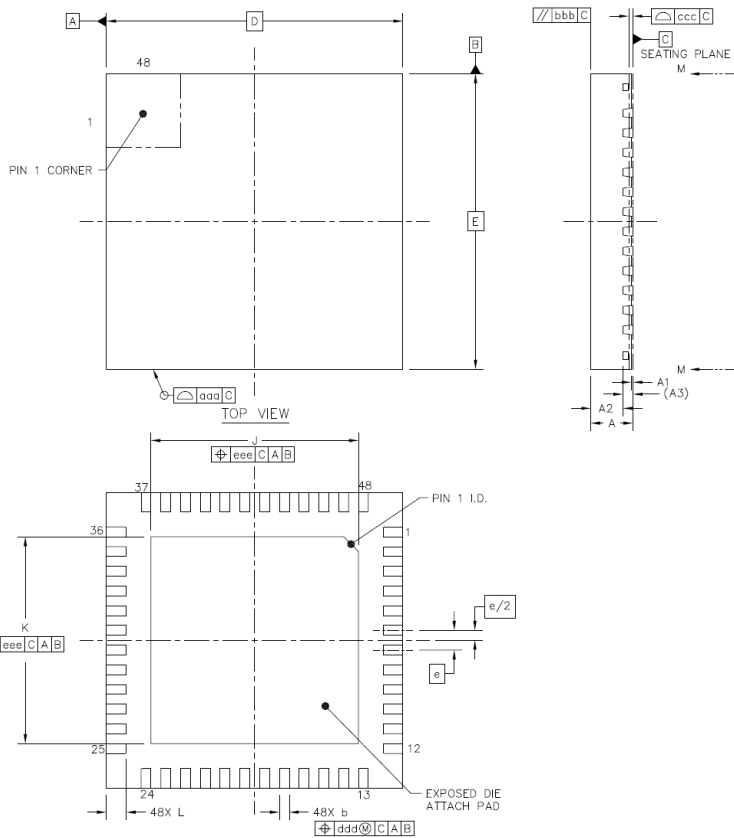 A
D
// bbb C
⌓ ccc C
C
SEATING PLANE
B
48
M
1
PIN 1 CORNER
E
M
A1
(A3)
A2
A
⌓ aaa C
TOP VIEW
J
⌖ eee C A B
37
48
PIN 1 I.D.
36
1
e/2
K
eee C A B
e
25
12
24
13
EXPOSED DIE
ATTACH PAD
48X L
48X b
⌖ ddd Ⓜ C A B